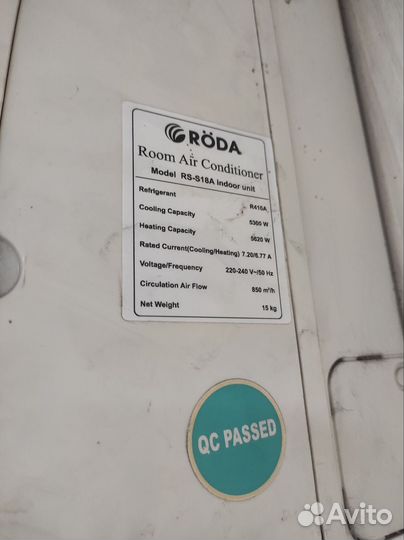 RÖDA
Room Air Conditioner
Model RS-S18A indoor unit
Refrigerant R410A
Cooling Capacity 5300 W
Heating Capacity 5620 W
Rated Current(Cooling/Heating) 7.20/6.77 A
Voltage/Frequency 220-240 V~/50 Hz
Circulation Air Flow 850 m³/h
Net Weight 15 kg
QC PASSED
Avito